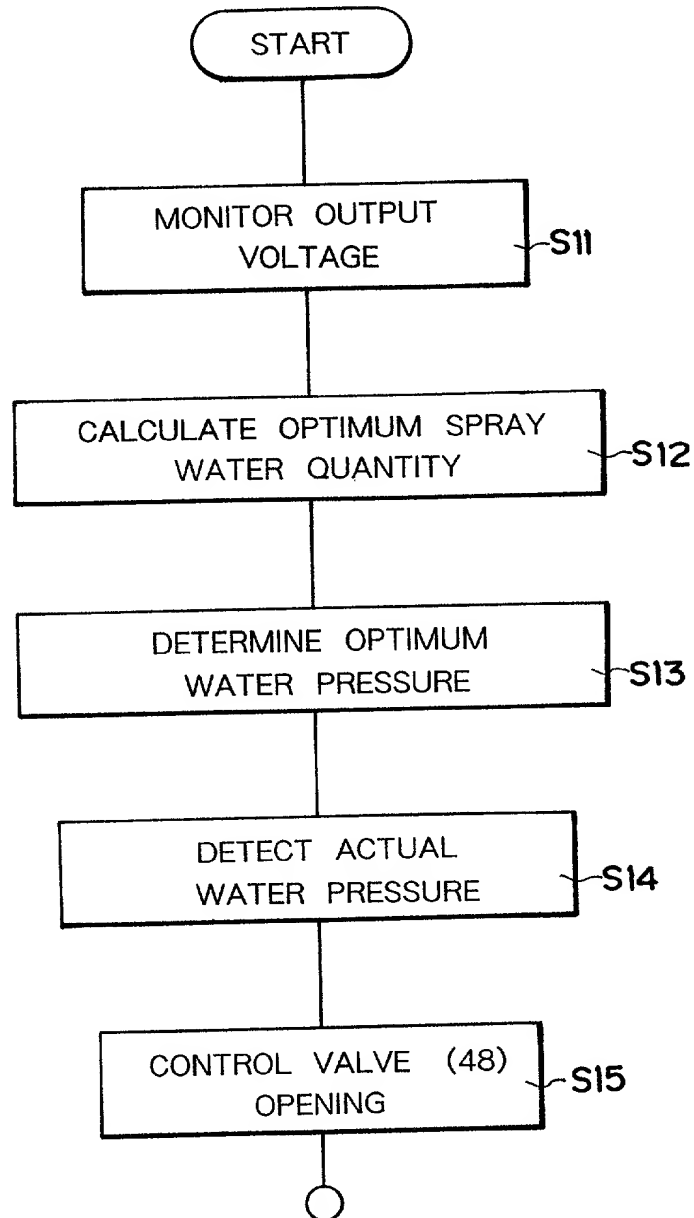 START
MONITOR OUTPUT
VOLTAGE
S11
CALCULATE OPTIMUM SPRAY
WATER QUANTITY
S12
DETERMINE OPTIMUM
WATER PRESSURE
S13
DETECT ACTUAL
WATER PRESSURE
S14
CONTROL VALVE (48)
OPENING
S15